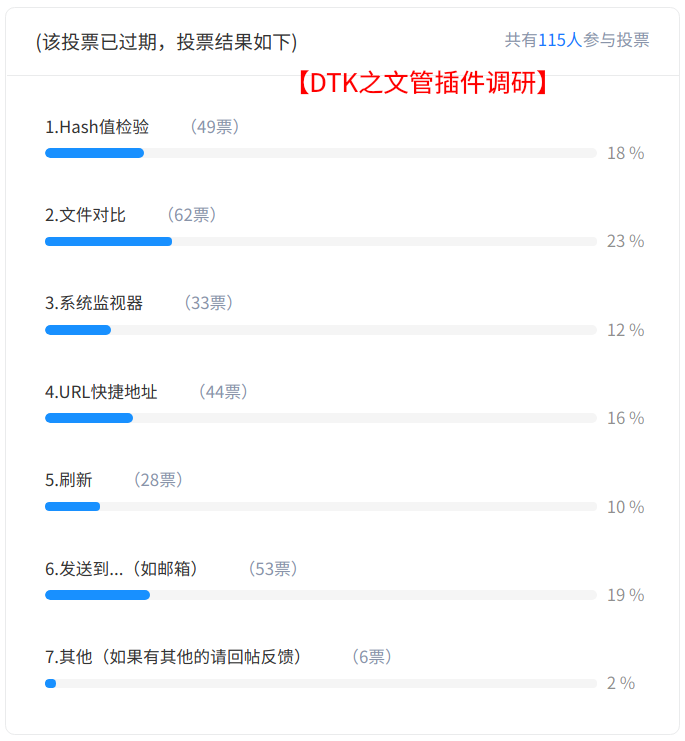 (该投票已过期，投票结果如下)
共有115人参与投票
【DTK之文管插件调研】
1.Hash值检验 （49票）
18 %
2.文件对比 （62票）
23 %
3.系统监视器 （33票）
12 %
4.URL快捷地址 （44票）
16 %
5.刷新 （28票）
10 %
6.发送到...（如邮箱） （53票）
19 %
7.其他（如果有其他的请回帖反馈） （6票）
2 %